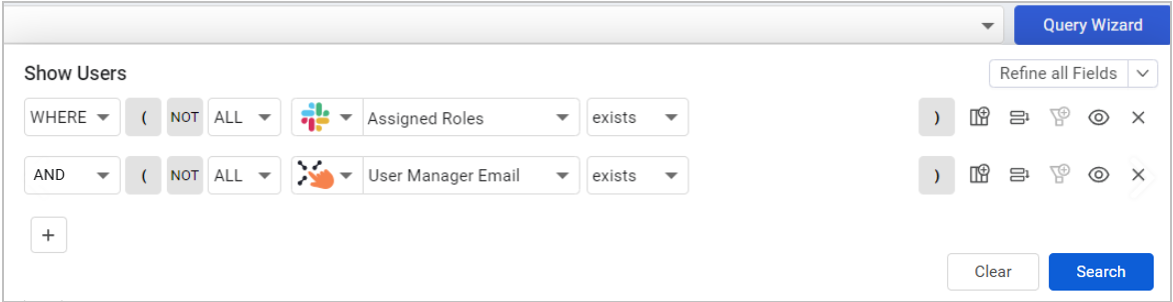 Query Wizard
Show Users
Refine all Fields
WHERE ( NOT ALL Assigned Roles exists )
AND ( NOT ALL User Manager Email exists )
+
Clear Search